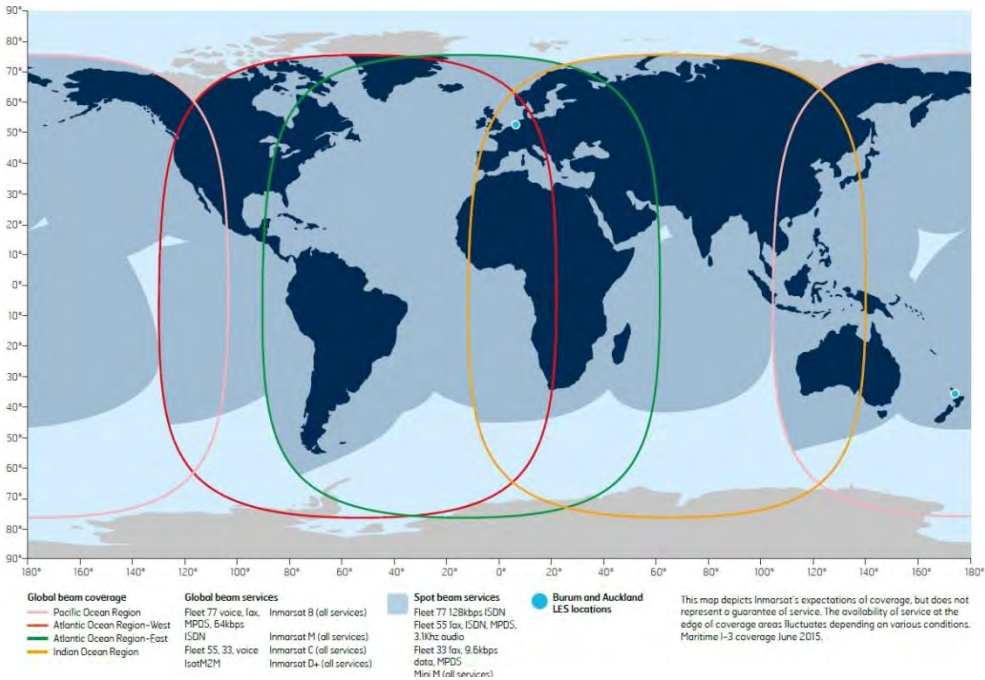 90°
80°
70°
60°
50°
40°
30°
20°
10°
0°
10°
20°
30°
40°
50°
60°
70°
80°
90°
180° 160° 140° 120° 100° 80° 60° 40° 20° 0° 20° 40° 60° 80° 100° 120° 140° 160° 180°
Global beam coverage
Pacific Ocean Region
Atlantic Ocean Region-West
Atlantic Ocean Region-East
Indian Ocean Region
Global beam services
Fleet 77 voice, fax,
MPDS, 64kbps
ISDN
Fleet 55, 33, voice
IsatM2M
Inmarsat B (all services)
Inmarsat M (all services)
Inmarsat C (all services)
Inmarsat D+ (all services)
Spot beam services
Fleet 77 128kbps ISDN
Fleet 55 fax, ISDN, MPDS,
3.1Khz audio
Fleet 33 fax, 9.6kbps
data, MPDS
Mini M (all services)
Burum and Auckland
LES locations
This map depicts Inmarsat's expectations of coverage, but does not
represent a guarantee of service. The availability of service at the
edge of coverage areas fluctuates depending on various conditions.
Maritime I-3 coverage June 2015.